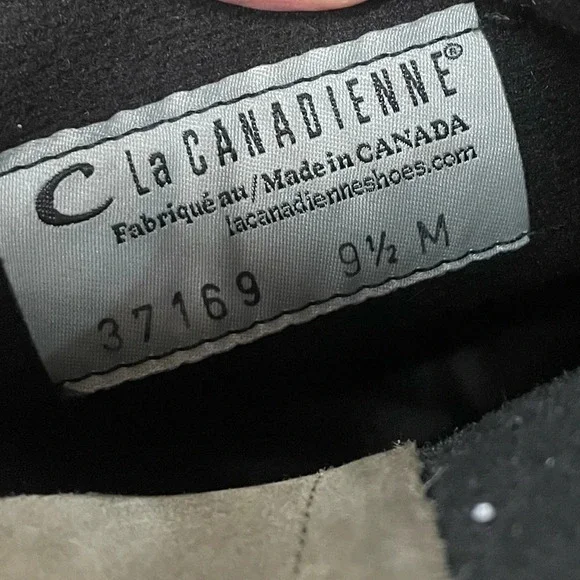 La CANADIENNE®
Fabriqué au/Made in CANADA
lacanadienneshoes.com
37169 9½ M